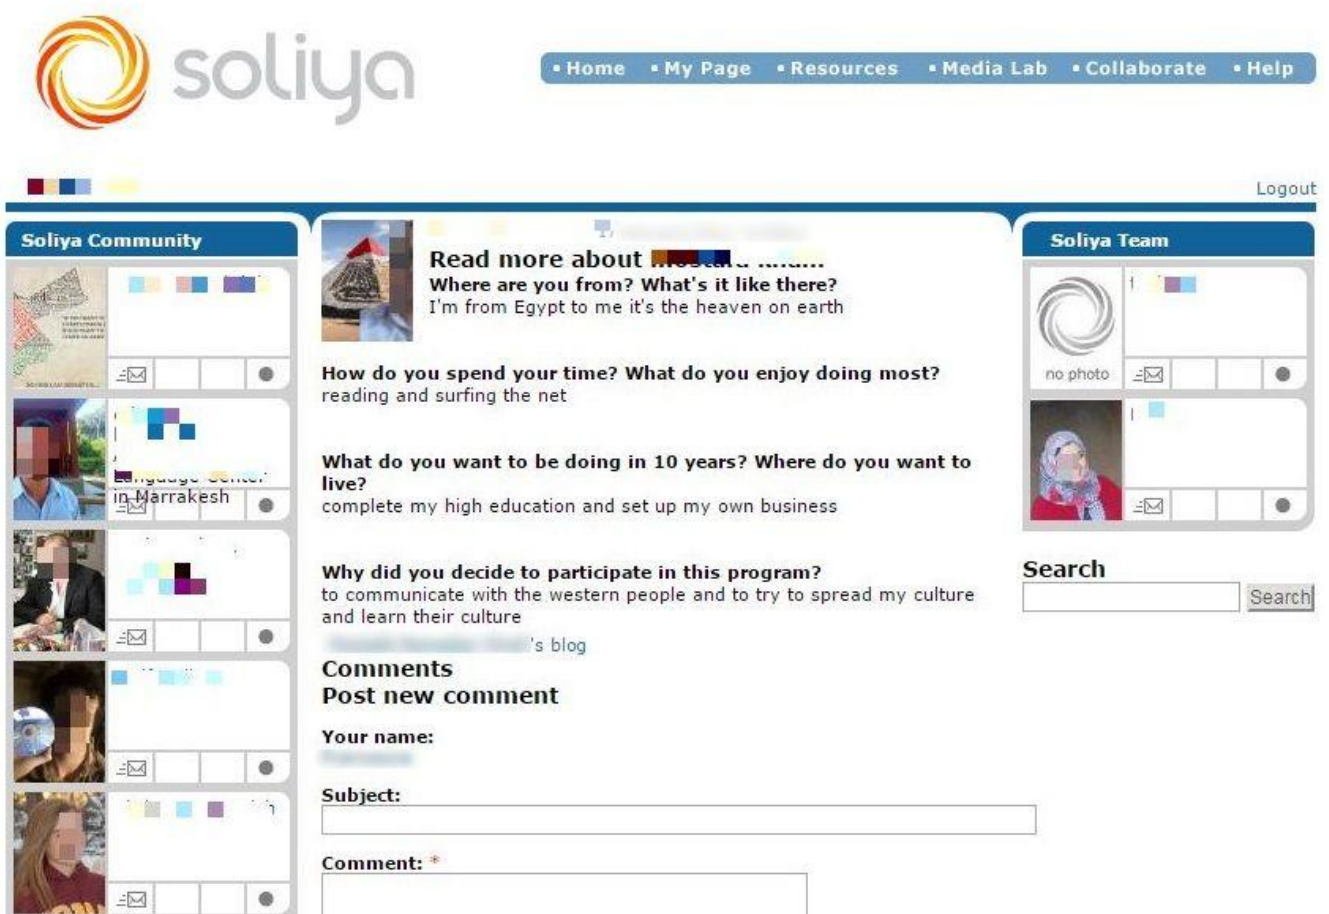 soliya
Home My Page Resources Media Lab Collaborate Help
Logout
Soliya Community
in Marrakesh
Read more about
Where are you from? What's it like there?
I'm from Egypt to me it's the heaven on earth
How do you spend your time? What do you enjoy doing most?
reading and surfing the net
What do you want to be doing in 10 years? Where do you want to
live?
complete my high education and set up my own business
Why did you decide to participate in this program?
to communicate with the western people and to try to spread my culture
and learn their culture
's blog
Comments
Post new comment
Your name:
Subject:
Comment: *
Soliya Team
no photo
Search
Search